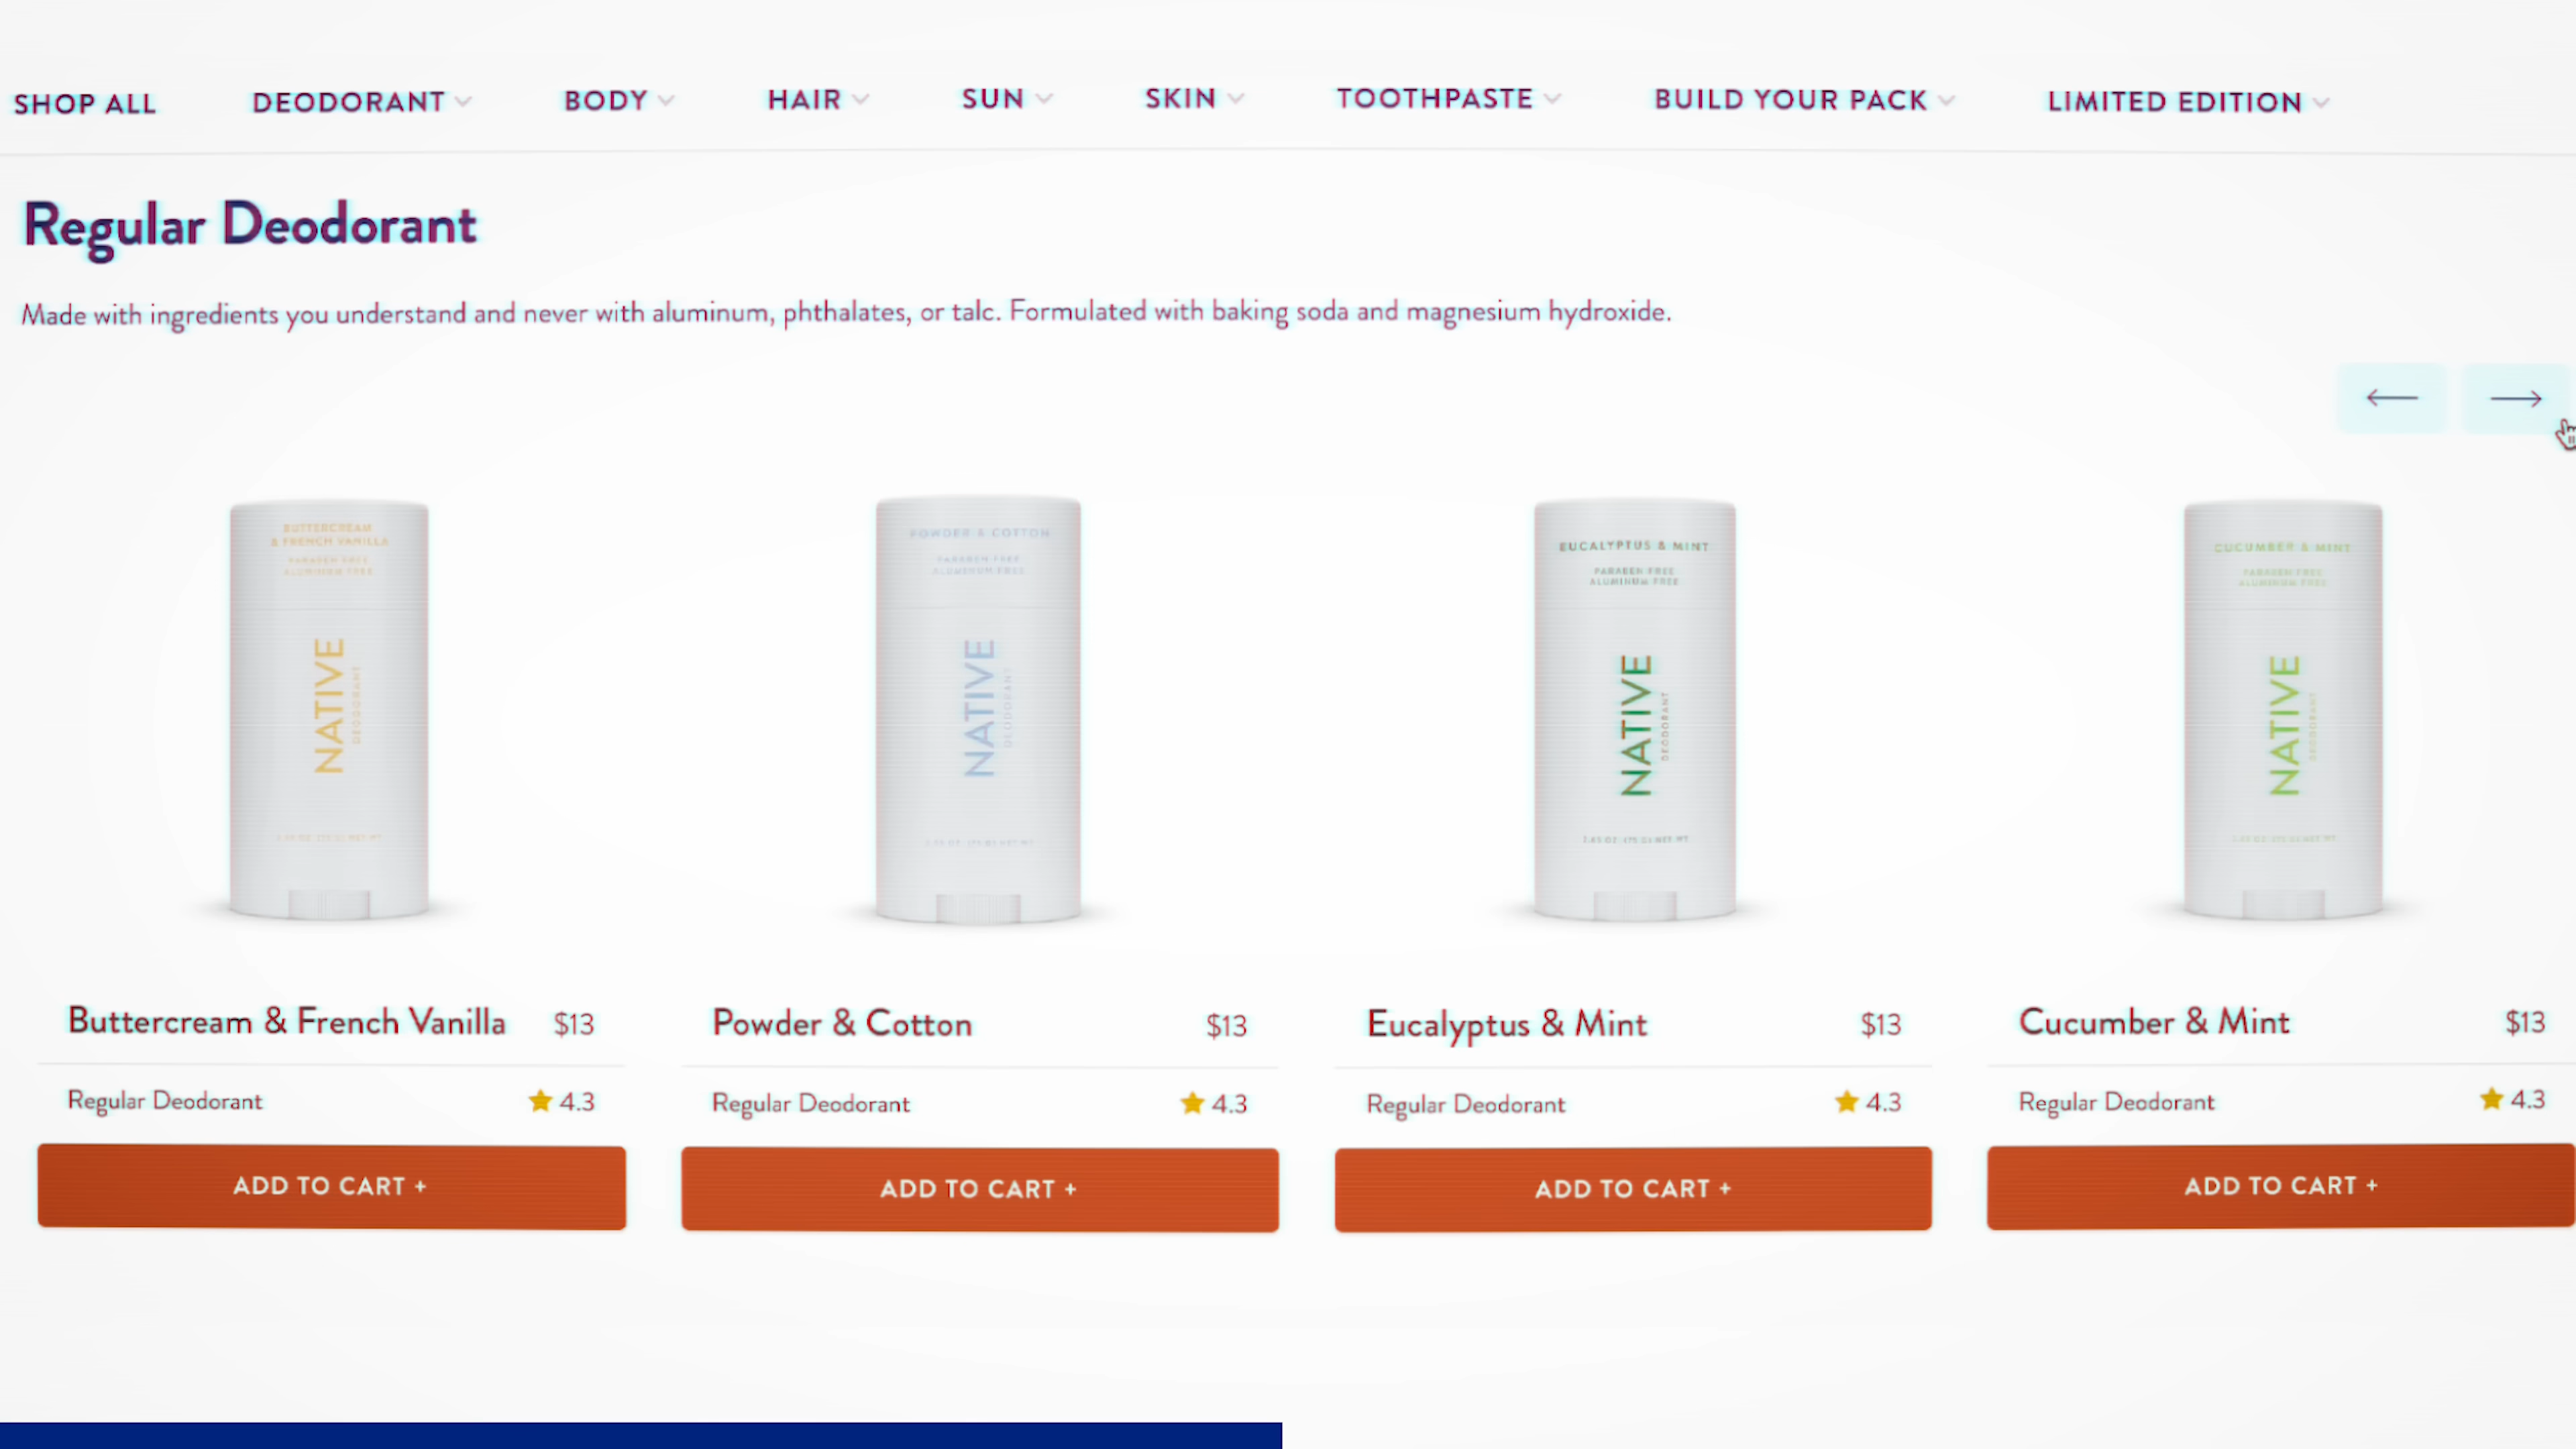 SHOP ALL DEODORANT BODY HAIR SUN SKIN TOOTHPASTE BUILD YOUR PACK LIMITED EDITION
Regular Deodorant
Made with ingredients you understand and never with aluminum, phthalates, or talc. Formulated with baking soda and magnesium hydroxide.
BUTTERCREAM
& FRENCH VANILLA
PARABEN FREE
ALUMINUM FREE
NATIVE
DEODORANT
POWDER & COTTON
PARABEN FREE
ALUMINUM FREE
NATIVE
DEODORANT
EUCALYPTUS & MINT
PARABEN FREE
ALUMINUM FREE
NATIVE
DEODORANT
CUCUMBER & MINT
PARABEN FREE
ALUMINUM FREE
NATIVE
DEODORANT
Buttercream & French Vanilla $13
Regular Deodorant 4.3
ADD TO CART +
Powder & Cotton $13
Regular Deodorant 4.3
ADD TO CART +
Eucalyptus & Mint $13
Regular Deodorant 4.3
ADD TO CART +
Cucumber & Mint $13
Regular Deodorant 4.3
ADD TO CART +